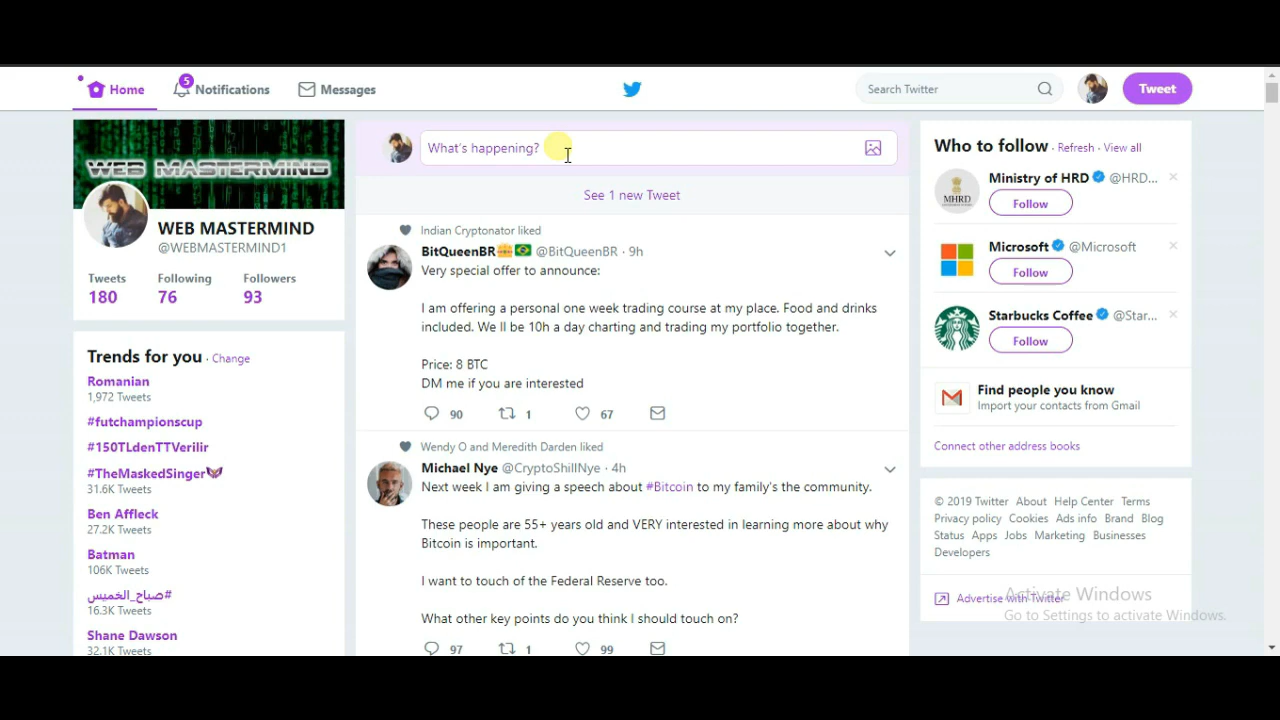 Home
5
Notifications
Messages
Search Twitter
Tweet
WEB MASTERMIND
WEB MASTERMIND
@WEBMASTERMIND1
Tweets Following Followers
180 76 93
Trends for you · Change
Romanian
1,972 Tweets
#futchampionscup
#150TLdenTTVerilir
#TheMaskedSinger
31.6K Tweets
Ben Affleck
27.2K Tweets
Batman
106K Tweets
#صباح_الخميس
16.3K Tweets
Shane Dawson
32.1K Tweets
What's happening?
See 1 new Tweet
Indian Cryptonator liked
BitQueenBR @BitQueenBR · 9h
Very special offer to announce:
I am offering a personal one week trading course at my place. Food and drinks
included. We ll be 10h a day charting and trading my portfolio together.
Price: 8 BTC
DM me if you are interested
90 1 67
Wendy O and Meredith Darden liked
Michael Nye @CryptoShillNye · 4h
Next week I am giving a speech about #Bitcoin to my family's the community.
These people are 55+ years old and VERY interested in learning more about why
Bitcoin is important.
I want to touch of the Federal Reserve too.
What other key points do you think I should touch on?
97 1 99
Who to follow · Refresh · View all
MHRD
Ministry of HRD @HRD...
Follow
Microsoft @Microsoft
Follow
Starbucks Coffee @Star...
Follow
Find people you know
Import your contacts from Gmail
Connect other address books
© 2019 Twitter About Help Center Terms
Privacy policy Cookies Ads info Brand Blog
Status Apps Jobs Marketing Businesses
Developers
Advertise with Twitter
Activate Windows
Go to Settings to activate Windows.